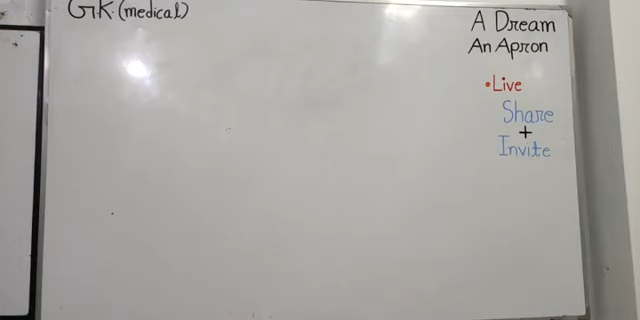 GK (medical)
A Dream
An Apron
•Live
Share
+
Invite